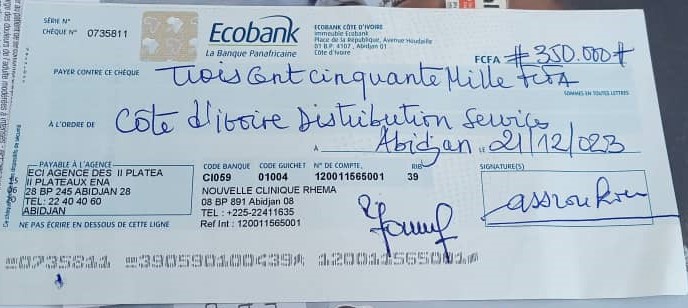 SÉRIE N°
CHÈQUE N° 0735811
Ecobank
La Banque Panafricaine
ECOBANK CÔTE D'IVOIRE
Immeuble Ecobank
Place de la République, Avenue Houdaille
01 B.P. 4107, Abidjan 01
Côte d'Ivoire
FCFA # 350.000 #
PAYER CONTRE CE CHÈQUE Trois Cent cinquante Mille FCFA
SOMMES EN TOUTES LETTRES
À L'ORDRE DE Côte d'ivoire Distribution Services
À Abidjan LE 21/12/023
PAYABLE À L'AGENCE
ECI AGENCE DES II PLATEA
II PLATEAUX ENA
28 BP 245 ABIDJAN 28
TEL: 22 40 40 60
ABIDJAN
NE PAS ÉCRIRE EN DESSOUS DE CETTE LIGNE
CODE BANQUE CODE GUICHET N° DE COMPTE RIB
CI059 01004 120011565001 39
NOUVELLE CLINIQUE RHEMA
08 BP 891 Abidjan 08
TEL : +225-22411635
Ref Int : 120011565001
SIGNATURE(S)